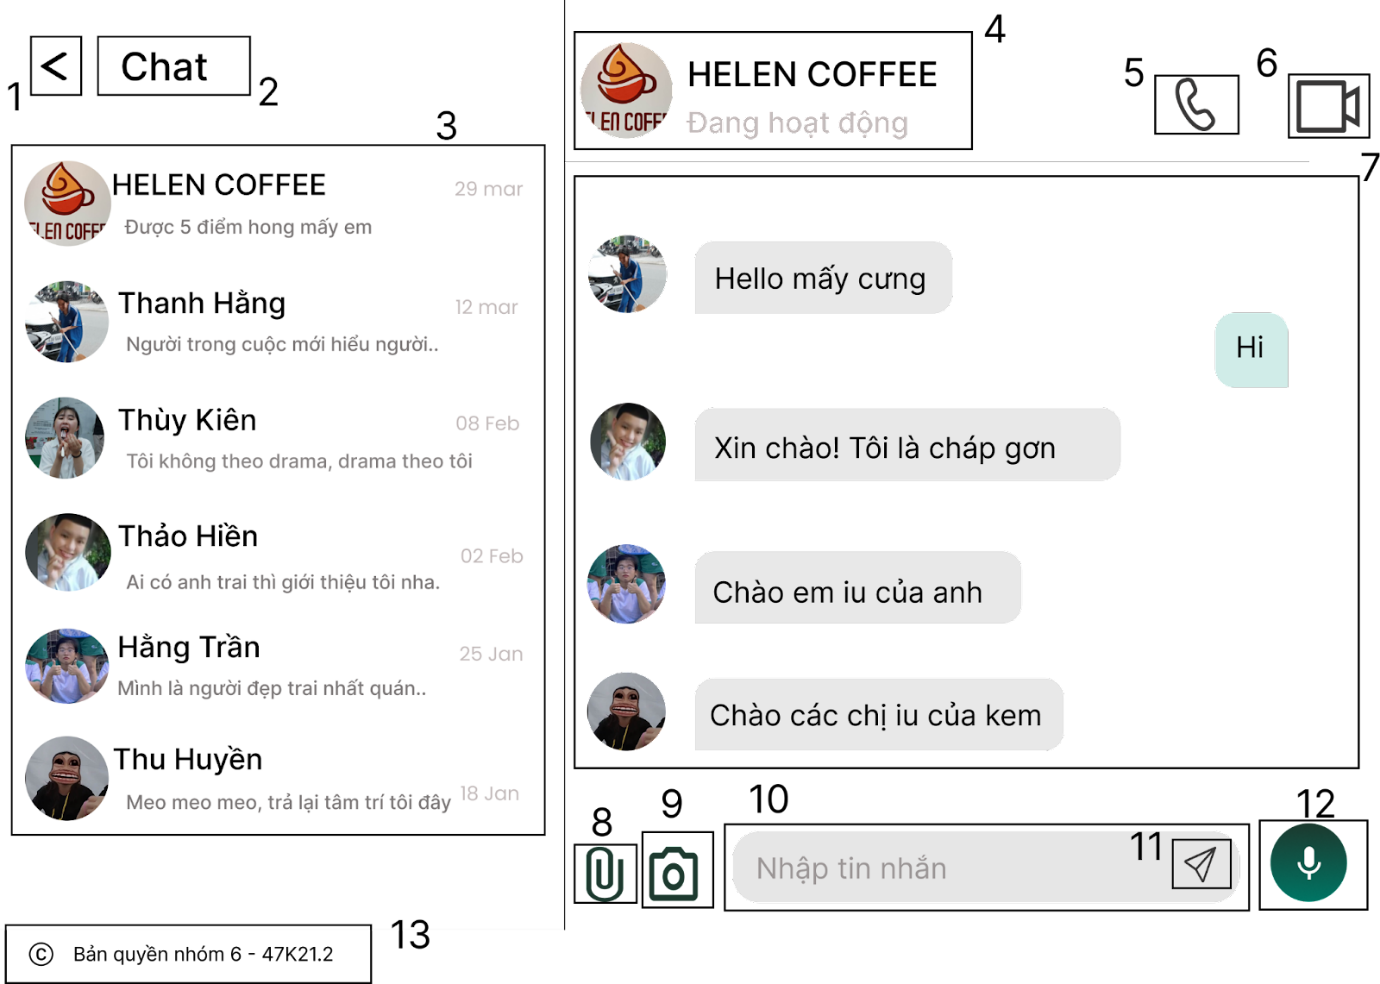 1
<
Chat
2
3
HELEN COFFEE
29 mar
Được 5 điểm hong mấy em
Thanh Hằng
12 mar
Người trong cuộc mới hiểu người..
Thùy Kiên
08 Feb
Tôi không theo drama, drama theo tôi
Thảo Hiền
02 Feb
Ai có anh trai thì giới thiệu tôi nha.
Hằng Trần
25 Jan
Mình là người đẹp trai nhất quán..
Thu Huyền
18 Jan
Meo meo meo, trả lại tâm trí tôi đây
© Bản quyền nhóm 6 - 47K21.2
13
4
HELEN COFFEE
Đang hoạt động
5
6
7
Hello mấy cưng
Hi
Xin chào! Tôi là cháp gơn
Chào em iu của anh
Chào các chị iu của kem
8
9
10
Nhập tin nhắn
11
12